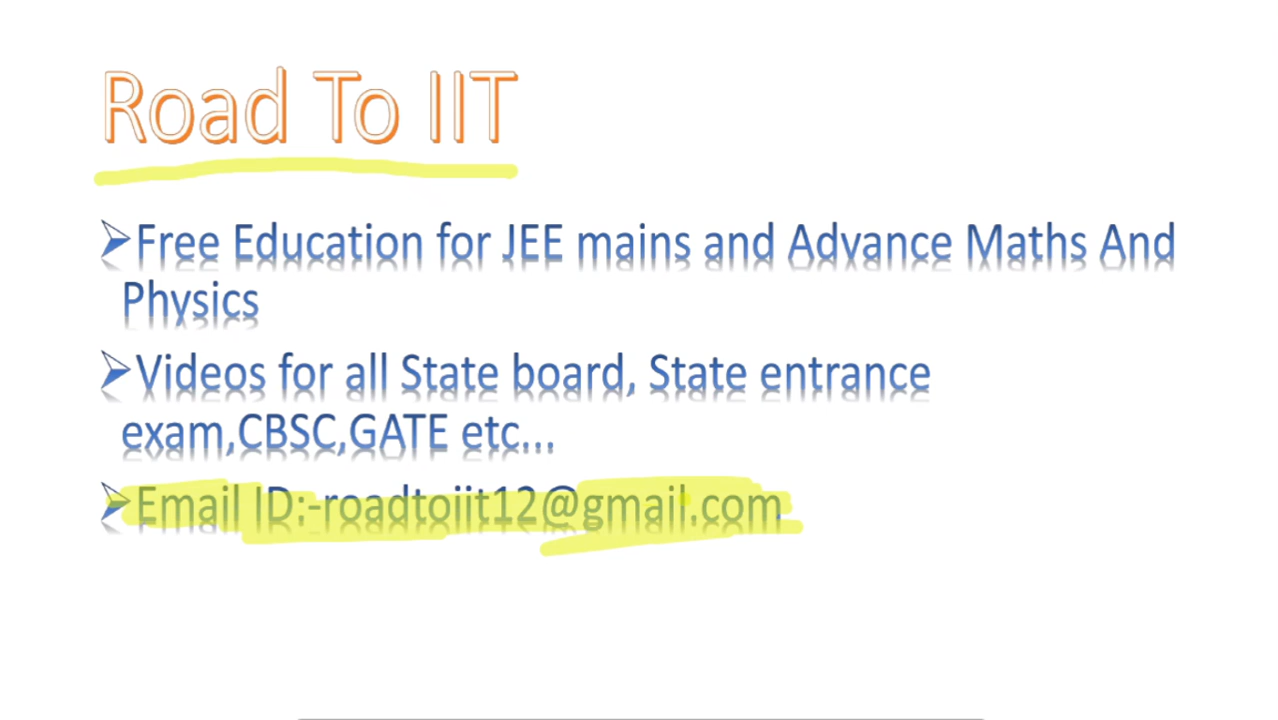 Road To IIT
➢Free Education for JEE mains and Advance Maths And
Physics
➢Videos for all State board, State entrance
exam,CBSC,GATE etc...
➢Email ID:-roadtoiit12@gmail.com